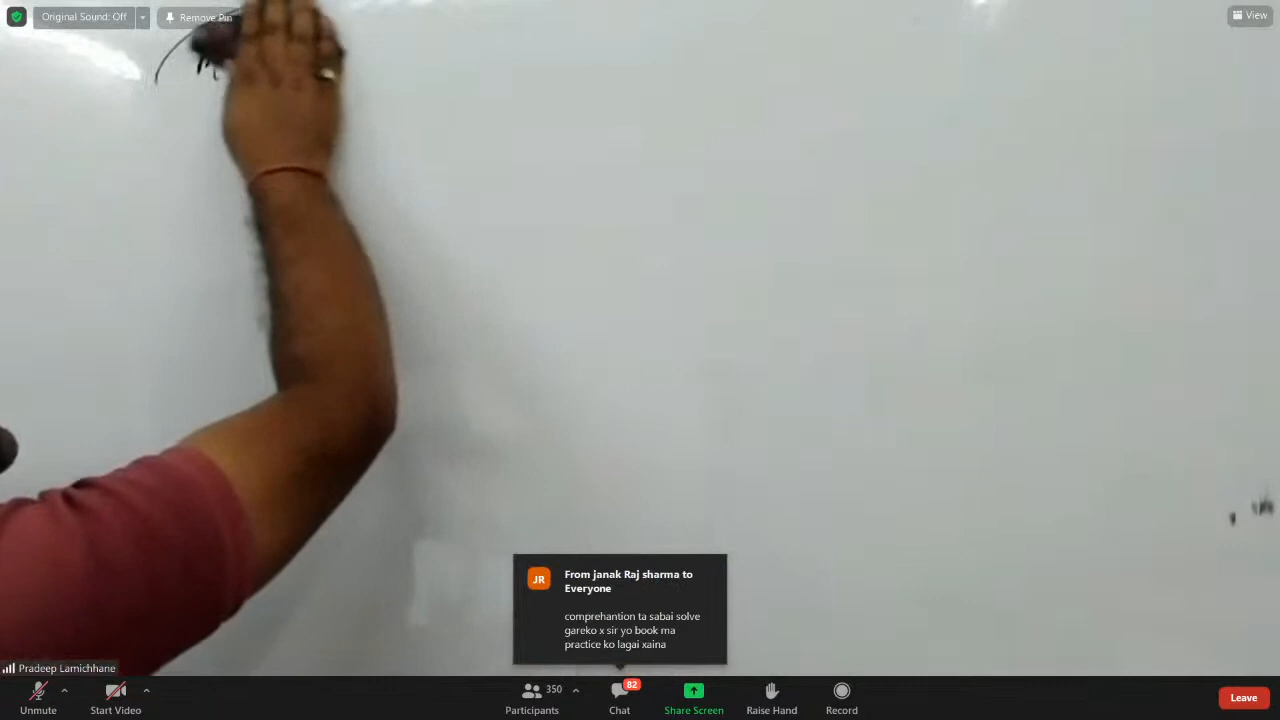 Original Sound: Off
Remove Pin
View
From janak Raj sharma to
Everyone
JR
comprehantion ta sabai solve
gareko x sir yo book ma
practice ko lagai xaina
Pradeep Lamichhane
Unmute
Start Video
350
Participants
82
Chat
Share Screen
Raise Hand
Record
Leave